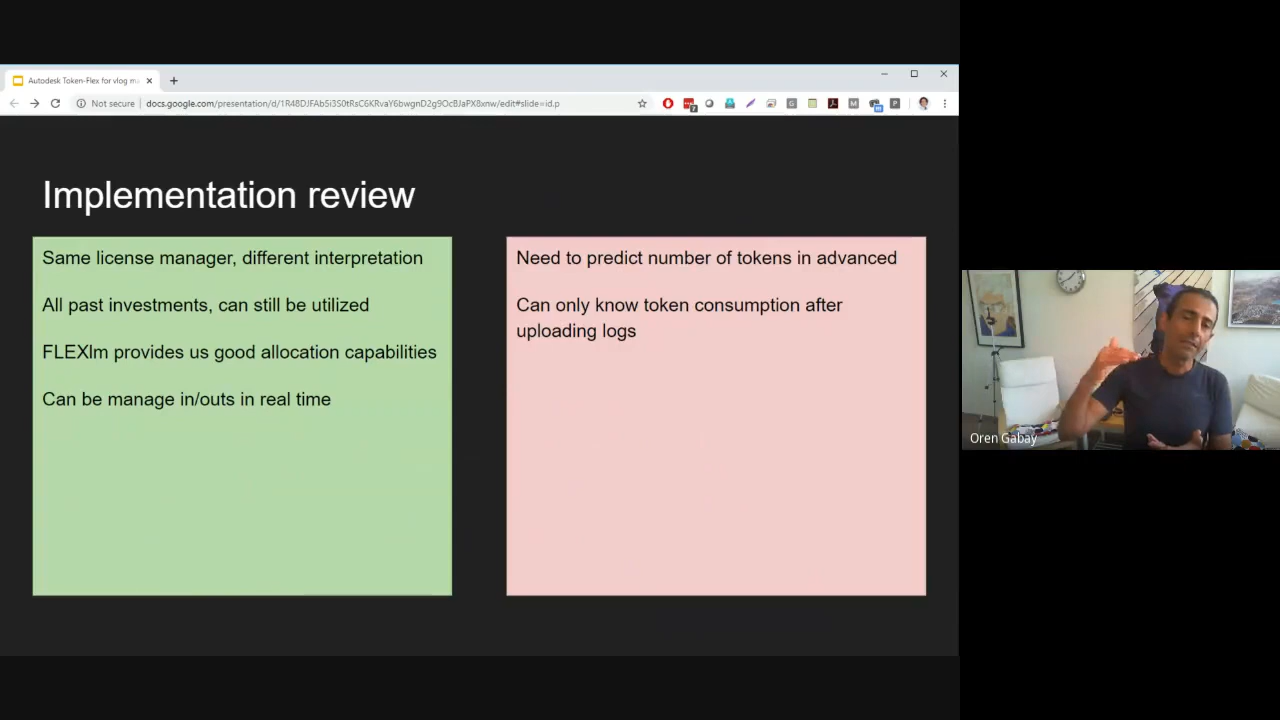 Autodesk Token-Flex for vlog m
Not secure
docs.google.com/presentation/d/1R48DJFAb5i3S0tRsC6KRvaY6bwgnD2g9OcBJaPX8xnw/edit#slide=id.p
Implementation review
Same license manager, different interpretation
All past investments, can still be utilized
FLEXlm provides us good allocation capabilities
Can be manage in/outs in real time
Need to predict number of tokens in advanced
Can only know token consumption after
uploading logs
Oren Gabay